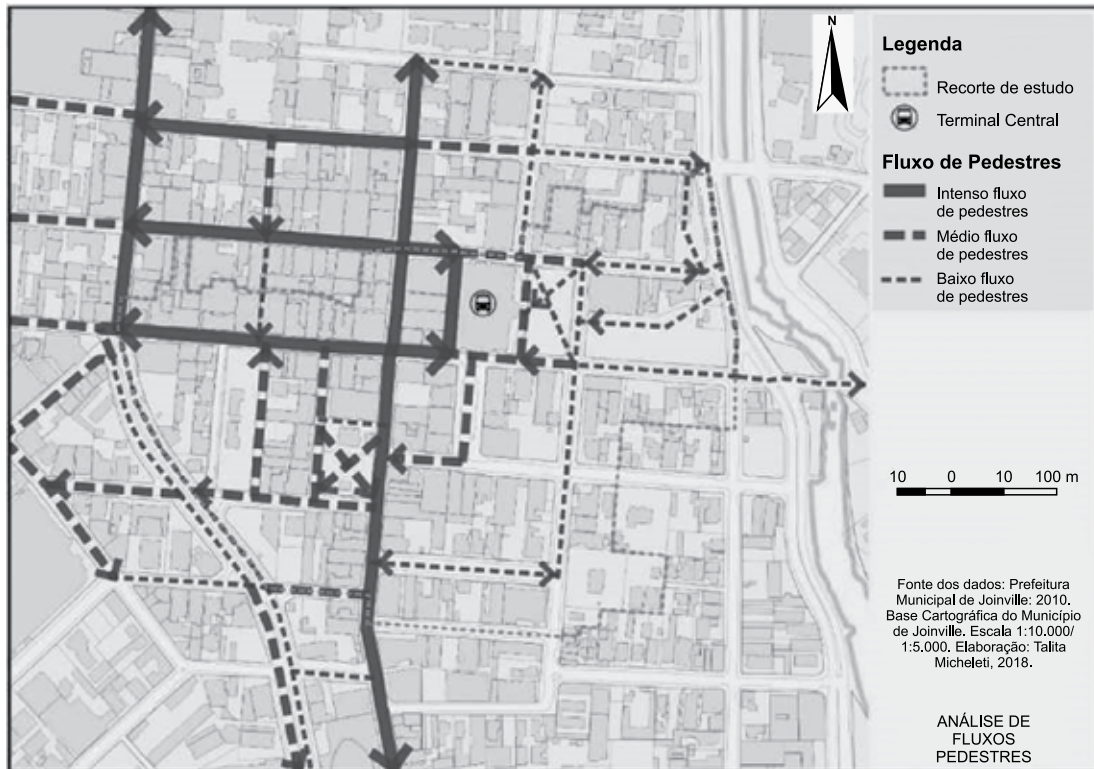 N
Legenda
Recorte de estudo
Terminal Central
Fluxo de Pedestres
Intenso fluxo
de pedestres
Médio fluxo
de pedestres
Baixo fluxo
de pedestres
10 0 10 100 m
Fonte dos dados: Prefeitura
Municipal de Joinville: 2010.
Base Cartográfica do Município
de Joinville. Escala 1:10.000/
1:5.000. Elaboração: Talita
Micheleti, 2018.
ANÁLISE DE
FLUXOS
PEDESTRES